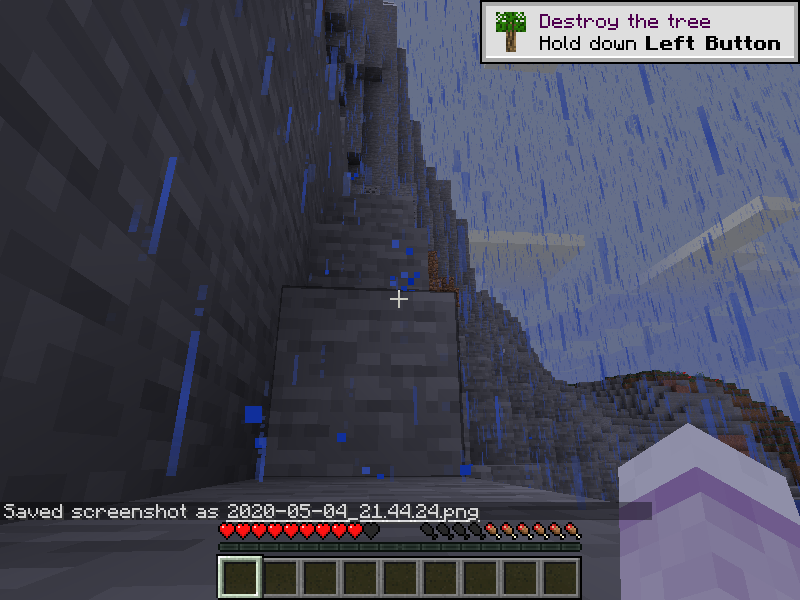 Destroy the tree
Hold down Left Button
Saved screenshot as 2020-05-04_21.44.24.png